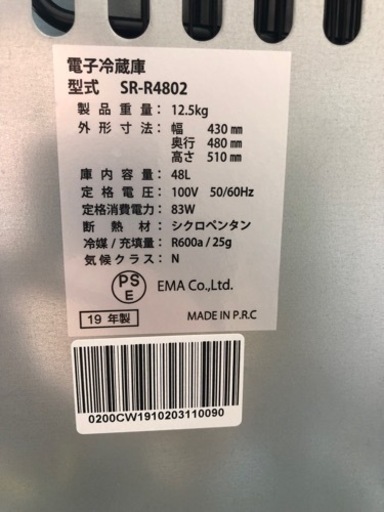 電子冷蔵庫
型式 SR-R4802
製品重量: 12.5kg
外形寸法: 幅 430㎜
奥行 480㎜
高さ 510㎜
庫内容量: 48L
定格電圧: 100V 50/60Hz
定格消費電力: 83W
断熱材: シクロペンタン
冷媒/充填量: R600a / 25g
気候クラス: N
PS
E
EMA Co.,Ltd.
19 年製
MADE IN P.R.C
0200CW1910203110090